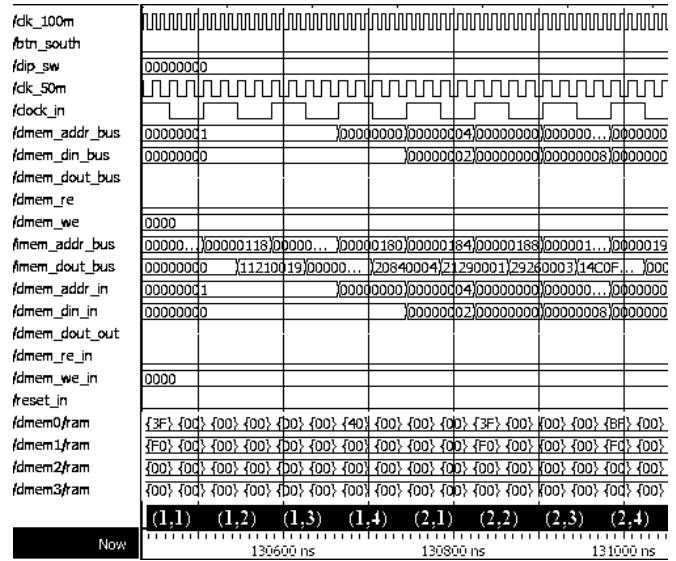 /clk_100m
/btn_south
/dip_sw 00000000
/clk_50m
/clock_in
/dmem_addr_bus 00000001 00000000 00000004 00000000 000000... 0000000
/dmem_din_bus 00000000 00000002 00000000 00000008 0000000
/dmem_dout_bus
/dmem_re
/dmem_we 0000
/imem_addr_bus 00000... 00000118 00000... 00000180 00000184 00000188 000001... 0000019
/imem_dout_bus 00000000 11210019 00000... 20840004 21290001 29260003 14C0F... 000
/dmem_addr_in 00000001 00000000 00000004 00000000 000000... 0000000
/dmem_din_in 00000000 00000002 00000000 00000008 0000000
/dmem_dout_out
/dmem_re_in
/dmem_we_in 0000
/reset_in
/dmem0/ram {3F} {00} {00} {00} {00} {00} {40} {00} {00} {00} {3F} {00} {00} {00} {BF} {00}
/dmem1/ram {F0} {00} {00} {00} {00} {00} {00} {00} {00} {00} {F0} {00} {00} {00} {F0} {00}
/dmem2/ram {00} {00} {00} {00} {00} {00} {00} {00} {00} {00} {00} {00} {00} {00} {00} {00}
/dmem3/ram {00} {00} {00} {00} {00} {00} {00} {00} {00} {00} {00} {00} {00} {00} {00} {00}
(1,1) (1,2) (1,3) (1,4) (2,1) (2,2) (2,3) (2,4)
Now 130600 ns 130800 ns 131000 ns